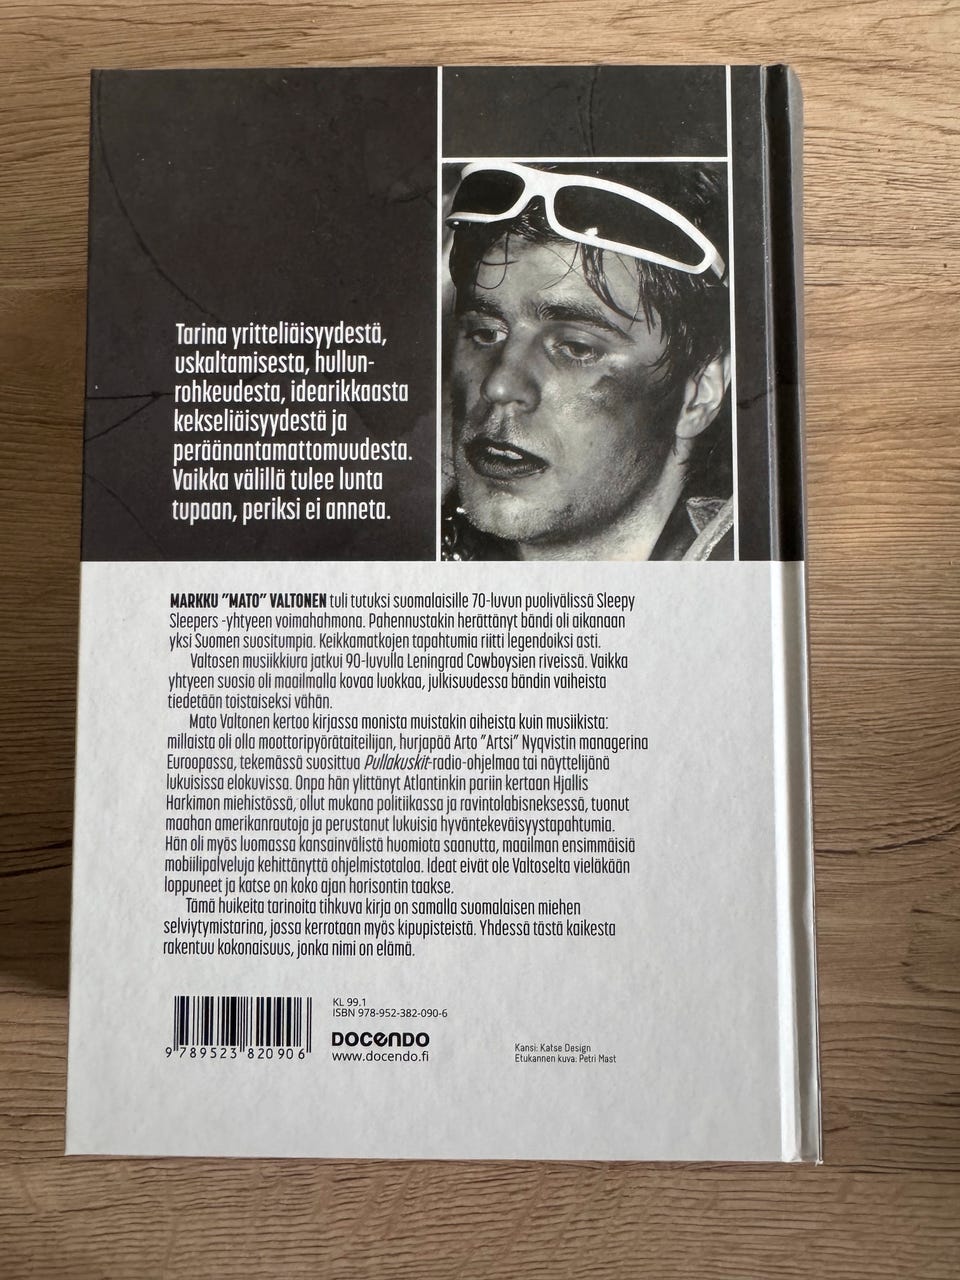 Tarina yritteliäisyydestä,
uskaltamisesta, hullun-
rohkeudesta, idearikkaasta
kekseliäisyydestä ja
peräänantamattomuudesta.
Vaikka välillä tulee lunta
tupaan, periksi ei anneta.
MARKKU "MATO" VALTONEN tuli tutuksi suomalaisille 70-luvun puolivälissä Sleepy
Sleepers -yhtyeen voimahahmona. Pahennustakin herättänyt bändi oli aikanaan
yksi Suomen suosituimpia. Keikkamatkojen tapahtumia riitti legendoiksi asti.
Valtosen musiikkiura jatkui 90-luvulla Leningrad Cowboysien riveissä. Vaikka
yhtyeen suosio oli maailmalla kovaa luokkaa, julkisuudessa bändin vaiheista
tiedetään toistaiseksi vähän.
Mato Valtonen kertoo kirjassa monista muistakin aiheista kuin musiikista:
millaista oli olla moottoripyörätaiteilijan, hurjapää Arto "Artsi" Nyqvistin managerina
Euroopassa, tekemässä suosittua Pullakuskit-radio-ohjelmaa tai näyttelijänä
lukuisissa elokuvissa. Onpa hän ylittänyt Atlantinkin pariin kertaan Hjallis
Harkimon miehistössä, ollut mukana politiikassa ja ravintolabisneksessä, tuonut
maahan amerikanrautoja ja perustanut lukuisia hyväntekeväisyystapahtumia.
Hän oli myös luomassa kansainvälistä huomiota saanutta, maailman ensimmäisiä
mobiilipalveluja kehittänyttä ohjelmistotaloa. Ideat eivät ole Valtoselta vieläkään
loppuneet ja katse on koko ajan horisontin taakse.
Tämä huikeita tarinoita tihkuva kirja on samalla suomalaisen miehen
selviytymistarina, jossa kerrotaan myös kipupisteistä. Yhdessä tästä kaikesta
rakentuu kokonaisuus, jonka nimi on elämä.
KL 99.1
ISBN 978-952-382-090-6
DOCENDO
www.docendo.fi
9 789523 820906
Kansi: Katse Design
Etukannen kuva: Petri Mast